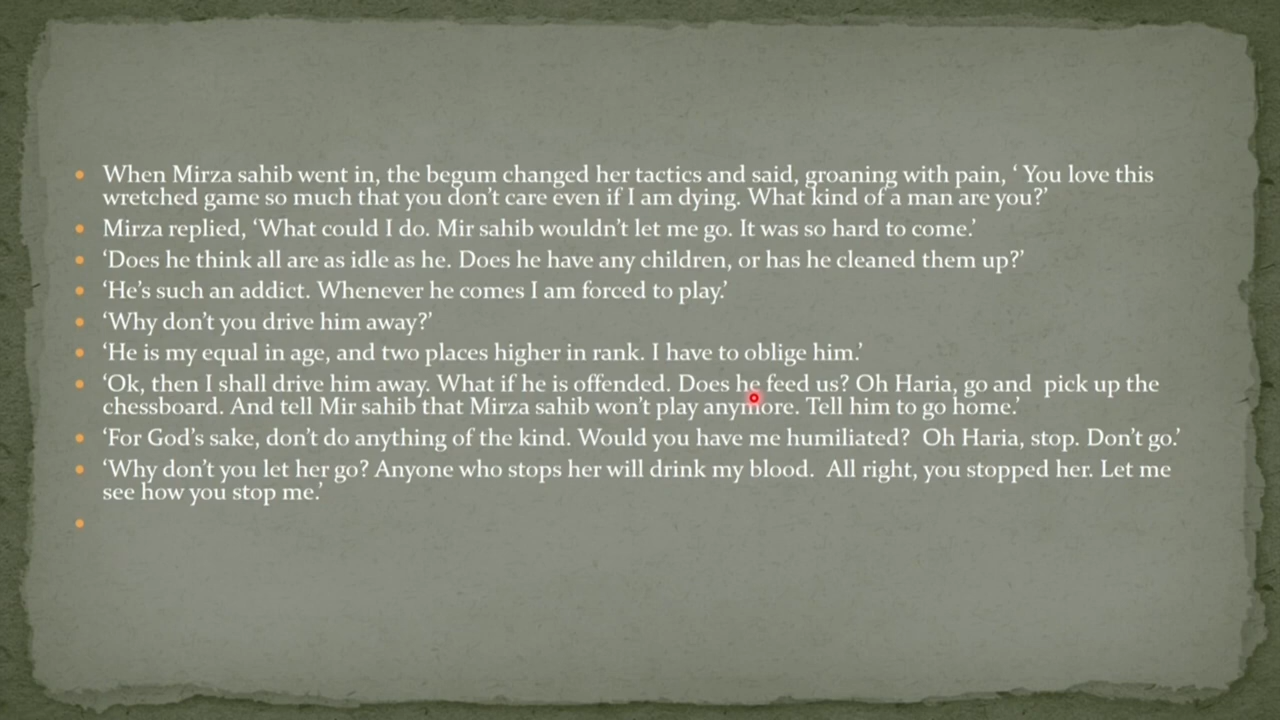 • When Mirza sahib went in, the begum changed her tactics and said, groaning with pain, ‘ You love this
wretched game so much that you don’t care even if I am dying. What kind of a man are you?’
• Mirza replied, ‘What could I do. Mir sahib wouldn’t let me go. It was so hard to come.’
• ‘Does he think all are as idle as he. Does he have any children, or has he cleaned them up?’
• ‘He’s such an addict. Whenever he comes I am forced to play.’
• ‘Why don’t you drive him away?’
• ‘He is my equal in age, and two places higher in rank. I have to oblige him.’
• ‘Ok, then I shall drive him away. What if he is offended. Does he feed us? Oh Haria, go and  pick up the
chessboard. And tell Mir sahib that Mirza sahib won’t play anymore. Tell him to go home.’
• ‘For God’s sake, don’t do anything of the kind. Would you have me humiliated?  Oh Haria, stop. Don’t go.’
• ‘Why don’t you let her go? Anyone who stops her will drink my blood.  All right, you stopped her. Let me
see how you stop me.’
•